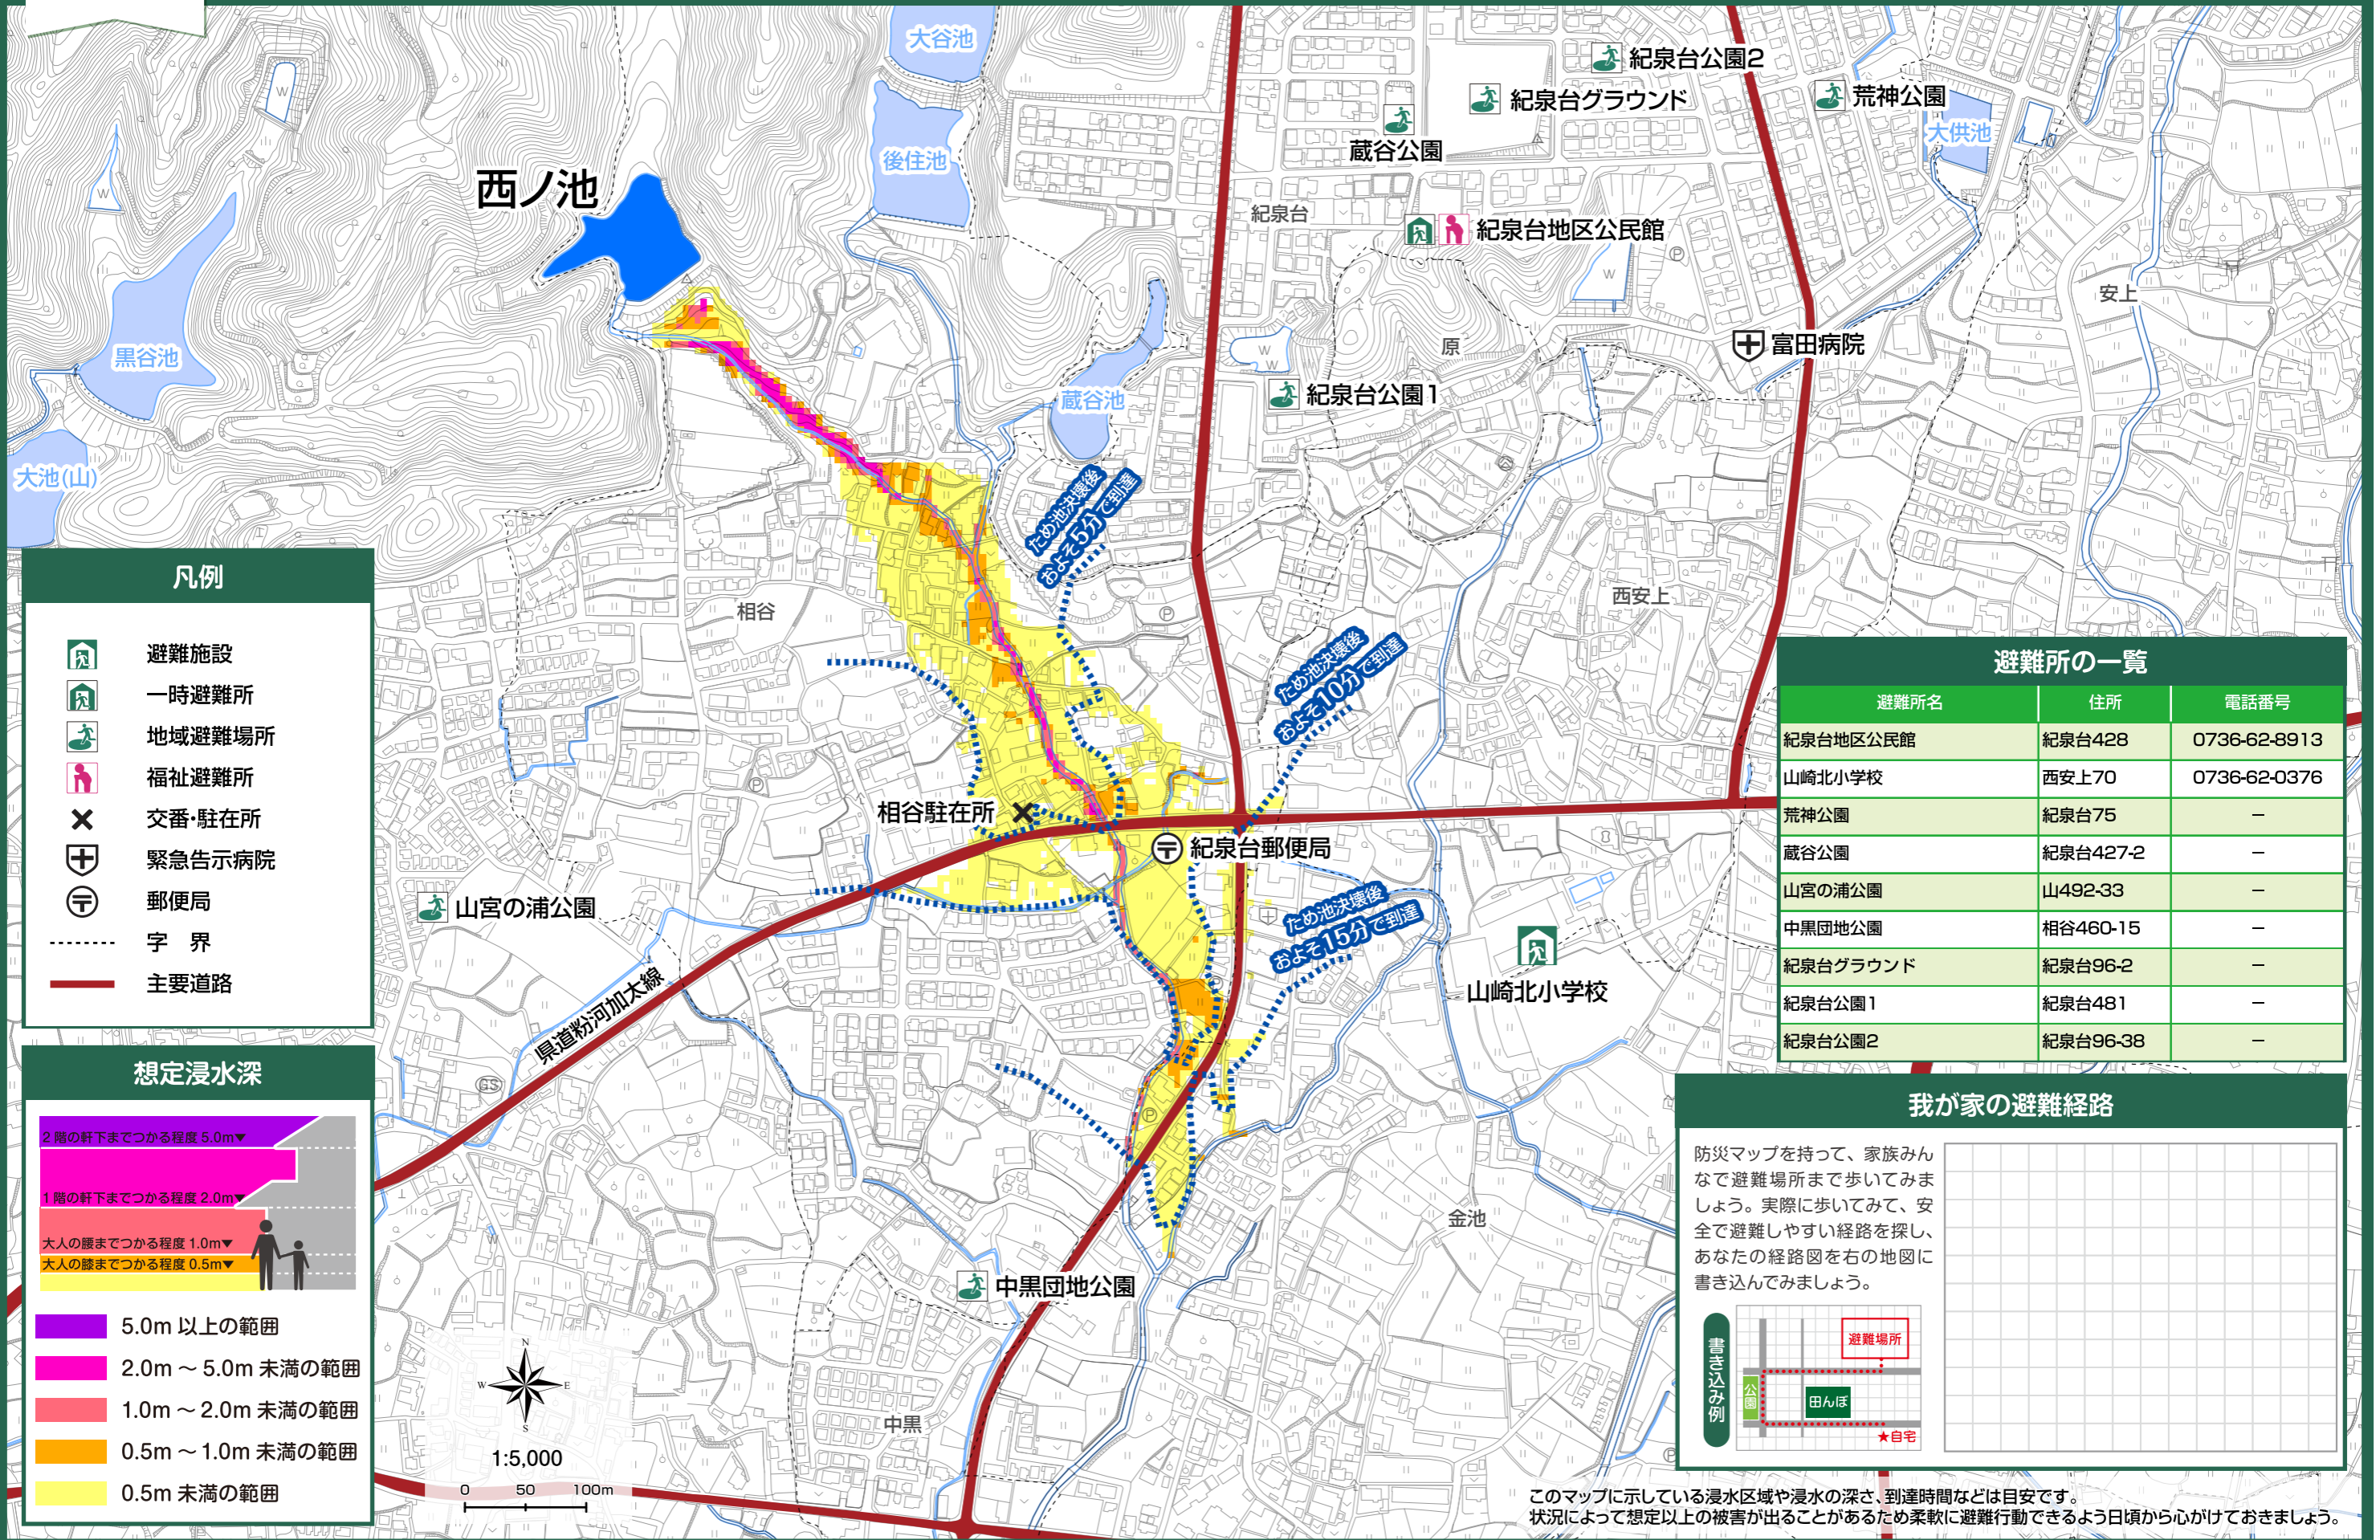 大谷池
後住池
西ノ池
黒谷池
大池(山)
蔵谷池
大供池
紀泉台公園2
紀泉台グラウンド
荒神公園
蔵谷公園
紀泉台
紀泉台地区公民館
安上
原
富田病院
紀泉台公園1
相谷
西安上
ため池決壊後
およそ5分で到達
ため池決壊後
およそ10分で到達
相谷駐在所
紀泉台郵便局
ため池決壊後
およそ15分で到達
山宮の浦公園
山崎北小学校
県道粉河加太線
GS
金池
中黒団地公園
中黒
凡例
避難施設
一時避難所
地域避難場所
福祉避難所
交番・駐在所
緊急告示病院
郵便局
字 界
主要道路
想定浸水深
2階の軒下までつかる程度 5.0m▼
1階の軒下までつかる程度 2.0m▼
大人の腰までつかる程度 1.0m▼
大人の膝までつかる程度 0.5m▼
5.0m 以上の範囲
2.0m ～ 5.0m 未満の範囲
1.0m ～ 2.0m 未満の範囲
0.5m ～ 1.0m 未満の範囲
0.5m 未満の範囲
N
W E
S
1:5,000
0 50 100m
避難所の一覧
避難所名 住所 電話番号
紀泉台地区公民館 紀泉台428 0736-62-8913
山崎北小学校 西安上70 0736-62-0376
荒神公園 紀泉台75 －
蔵谷公園 紀泉台427-2 －
山宮の浦公園 山492-33 －
中黒団地公園 相谷460-15 －
紀泉台グラウンド 紀泉台96-2 －
紀泉台公園1 紀泉台481 －
紀泉台公園2 紀泉台96-38 －
我が家の避難経路
防災マップを持って、家族みん
なで避難場所まで歩いてみま
しょう。実際に歩いてみて、安
全で避難しやすい経路を探し、
あなたの経路図を右の地図に
書き込んでみましょう。
書き込み例
避難場所
公園
田んぼ
★自宅
このマップに示している浸水区域や浸水の深さ、到達時間などは目安です。
状況によって想定以上の被害が出ることがあるため柔軟に避難行動できるよう日頃から心がけておきましょう。